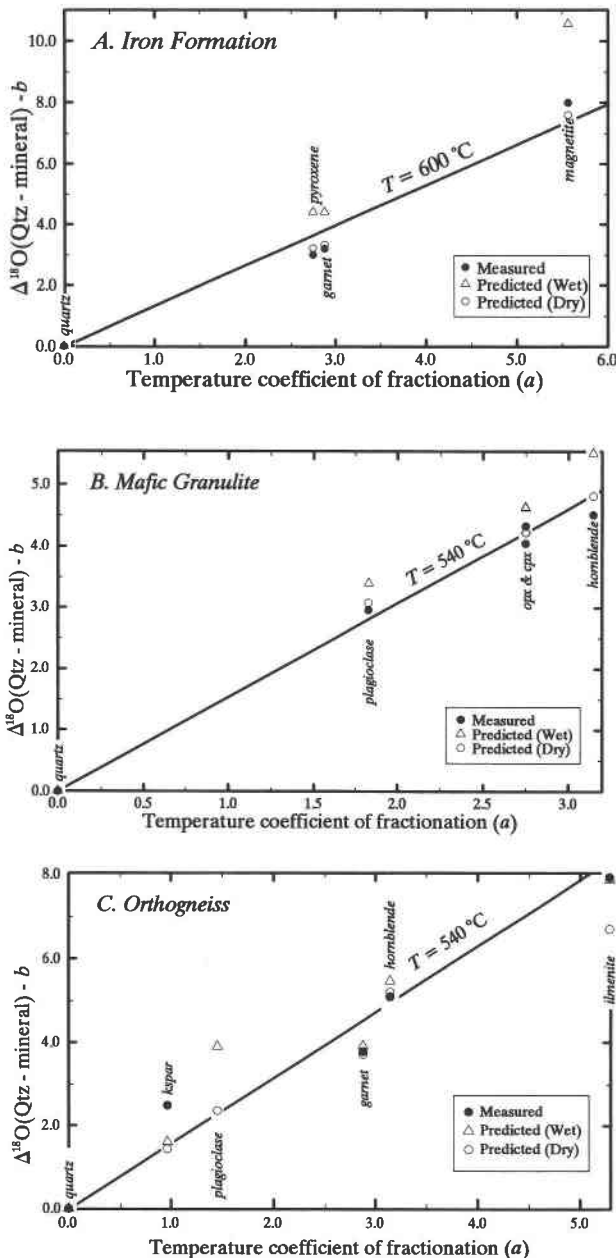 A. Iron Formation
10.0
8.0
6.0
4.0
2.0
0.0
Δ18O(Qtz - mineral) - b
quartz
pyroxene
garnet
T = 600 °C
magnetite
Measured
Predicted (Wet)
Predicted (Dry)
0.0 1.0 2.0 3.0 4.0 5.0 6.0
Temperature coefficient of fractionation (a)
B. Mafic Granulite
5.0
4.0
3.0
2.0
1.0
0.0
Δ18O(Qtz - mineral) - b
quartz
plagioclase
T = 540 °C
opx & cpx
hornblende
Measured
Predicted (Wet)
Predicted (Dry)
0.0 0.5 1.0 1.5 2.0 2.5 3.0
Temperature coefficient of fractionation (a)
C. Orthogneiss
8.0
6.0
4.0
2.0
0.0
Δ18O(Qtz - mineral) - b
quartz
kspar
plagioclase
garnet
hornblende
T = 540 °C
ilmenite
Measured
Predicted (Wet)
Predicted (Dry)
0.0 1.0 2.0 3.0 4.0 5.0
Temperature coefficient of fractionation (a)